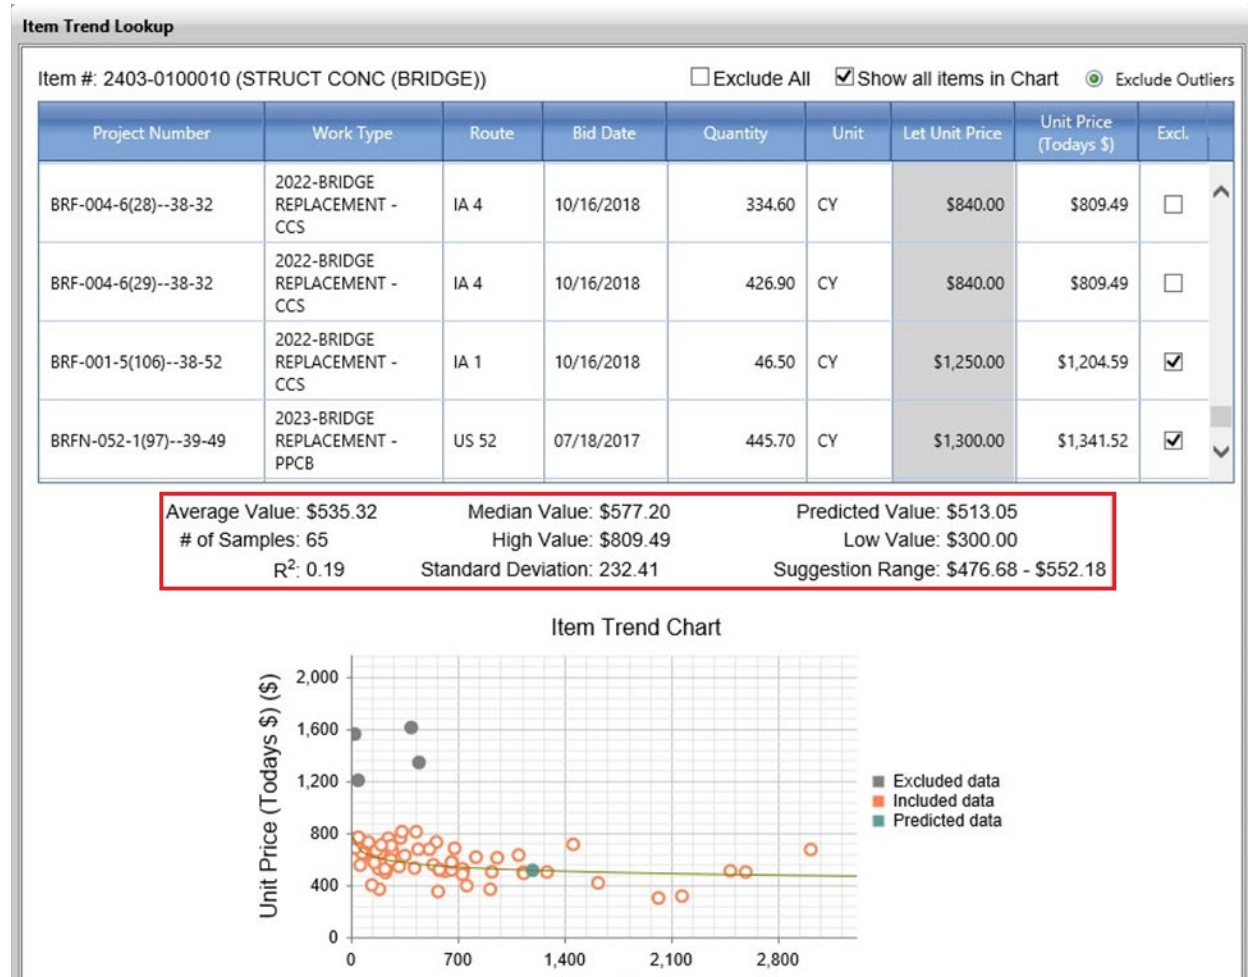 Item Trend Lookup
Item #: 2403-0100010 (STRUCT CONC (BRIDGE)) Exclude All Show all items in Chart Exclude Outliers
Project Number Work Type Route Bid Date Quantity Unit Let Unit Price Unit Price (Todays $) Excl.
BRF-004-6(28)--38-32 2022-BRIDGE REPLACEMENT - CCS IA 4 10/16/2018 334.60 CY $840.00 $809.49
BRF-004-6(29)--38-32 2022-BRIDGE REPLACEMENT - CCS IA 4 10/16/2018 426.90 CY $840.00 $809.49
BRF-001-5(106)--38-52 2022-BRIDGE REPLACEMENT - CCS IA 1 10/16/2018 46.50 CY $1,250.00 $1,204.59
BRFN-052-1(97)--39-49 2023-BRIDGE REPLACEMENT - PPCB US 52 07/18/2017 445.70 CY $1,300.00 $1,341.52
Average Value: $535.32 Median Value: $577.20 Predicted Value: $513.05
# of Samples: 65 High Value: $809.49 Low Value: $300.00
R²: 0.19 Standard Deviation: 232.41 Suggestion Range: $476.68 - $552.18
Item Trend Chart
Unit Price (Todays $) ($)
2,000
1,600
1,200
800
400
0
Excluded data
Included data
Predicted data
0 700 1,400 2,100 2,800